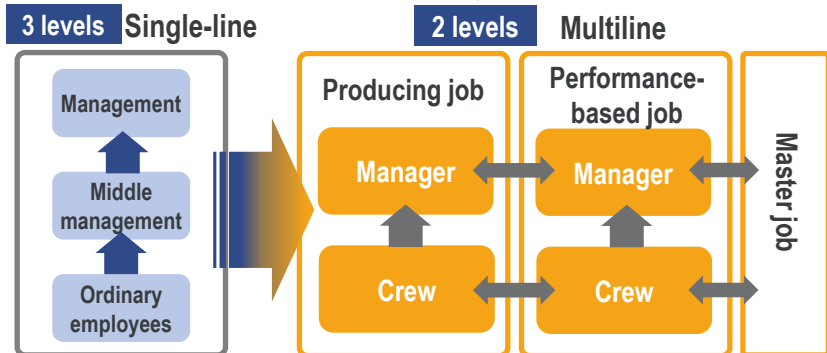 3 levels Single-line
Management
Middle
management
Ordinary
employees
2 levels Multiline
Producing job
Manager
Crew
Performance-
based job
Manager
Crew
Master job